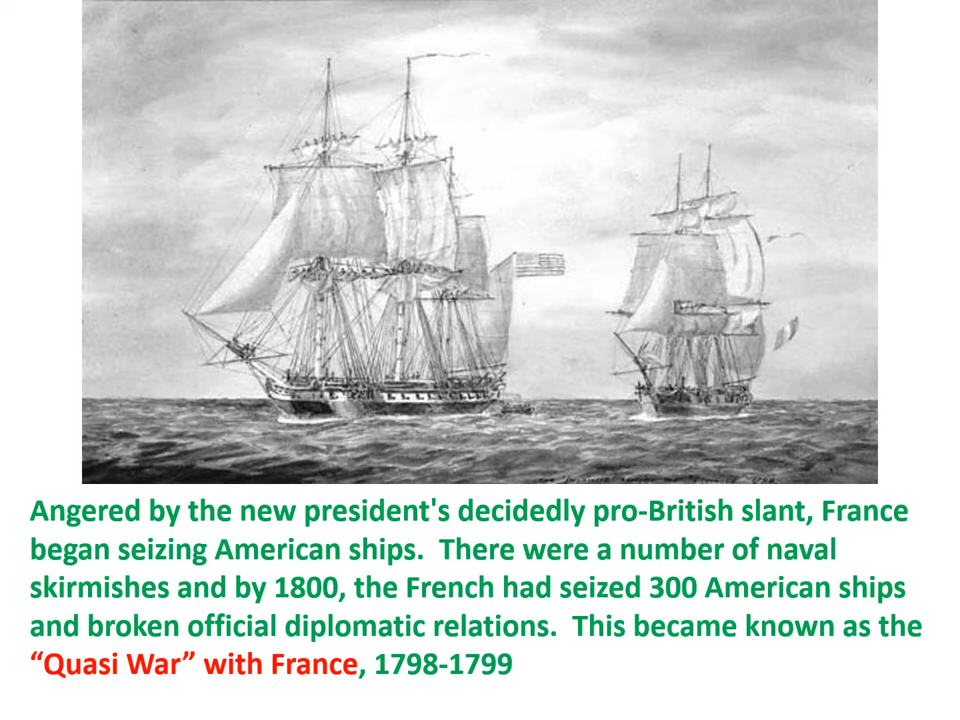 Angered by the new president's decidedly pro-British slant, France
began seizing American ships.  There were a number of naval
skirmishes and by 1800, the French had seized 300 American ships
and broken official diplomatic relations.  This became known as the
“Quasi War” with France, 1798-1799